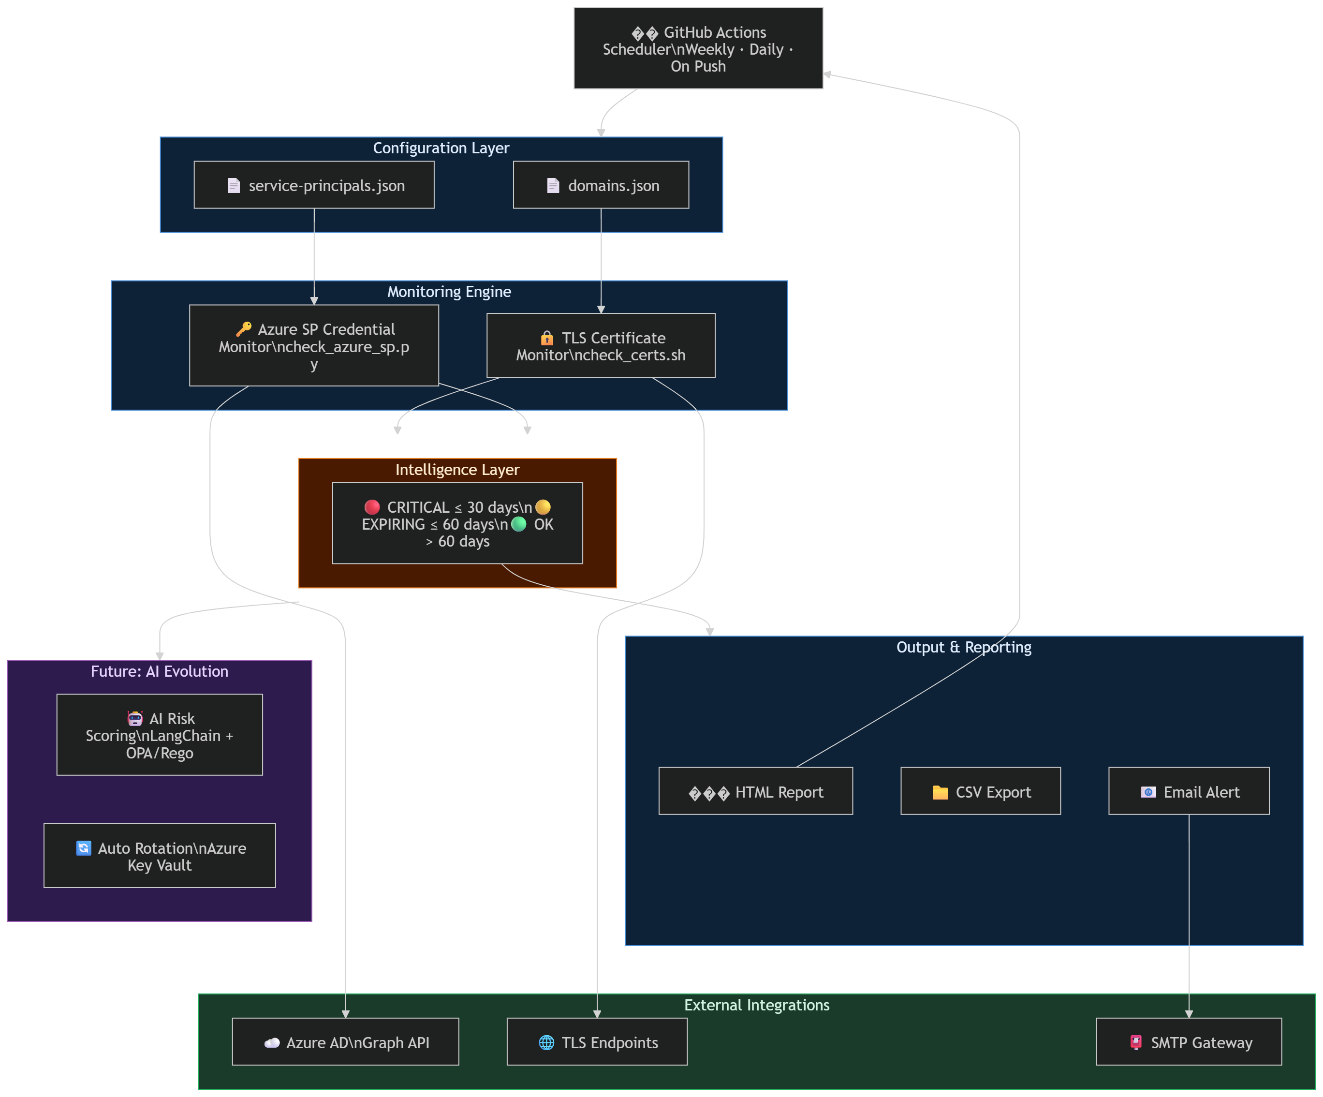 �� GitHub Actions
Scheduler\nWeekly · Daily ·
On Push
Configuration Layer
📄 service-principals.json
📄 domains.json
Monitoring Engine
🔑 Azure SP Credential
Monitor\ncheck_azure_sp.p
y
🔒 TLS Certificate
Monitor\ncheck_certs.sh
Intelligence Layer
🔴 CRITICAL ≤ 30 days\n🟡
EXPIRING ≤ 60 days\n🟢 OK
> 60 days
Future: AI Evolution
🤖 AI Risk
Scoring\nLangChain +
OPA/Rego
🔄 Auto Rotation\nAzure
Key Vault
Output & Reporting
��� HTML Report
📁 CSV Export
📧 Email Alert
External Integrations
☁️ Azure AD\nGraph API
🌐 TLS Endpoints
📮 SMTP Gateway